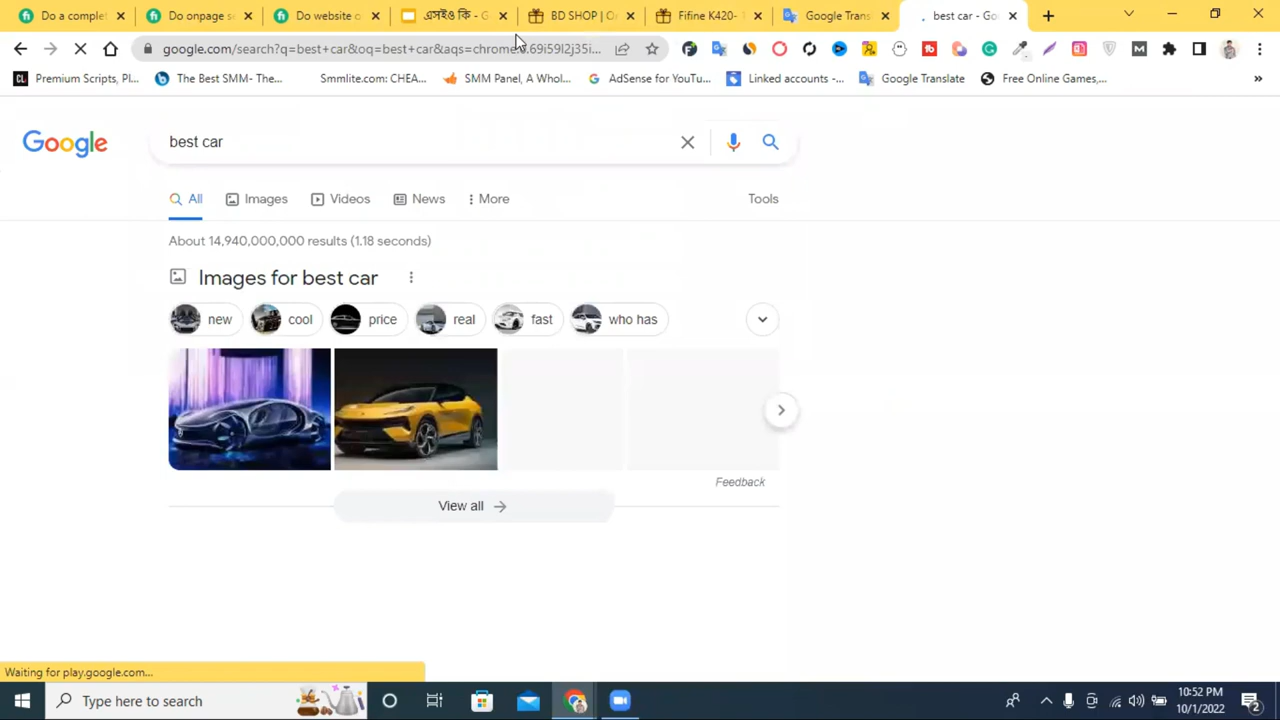 Do a complet
Do onpage se
Do website o
এসইও কি - G
BD SHOP | O
Fifine K420-
Google Trans
best car - Go
google.com/search?q=best+car&oq=best+car&aqs=chrome..69i59l2j35i...
Premium Scripts, Pl...
The Best SMM- The...
Smmlite.com: CHEA...
SMM Panel, A Whol...
AdSense for YouTu...
Linked accounts -...
Google Translate
Free Online Games,...
»
Google
best car
All
Images
Videos
News
More
Tools
About 14,940,000,000 results (1.18 seconds)
Images for best car
new
cool
price
real
fast
who has
Feedback
View all
Waiting for play.google.com...
Type here to search
10:52 PM
10/1/2022
2